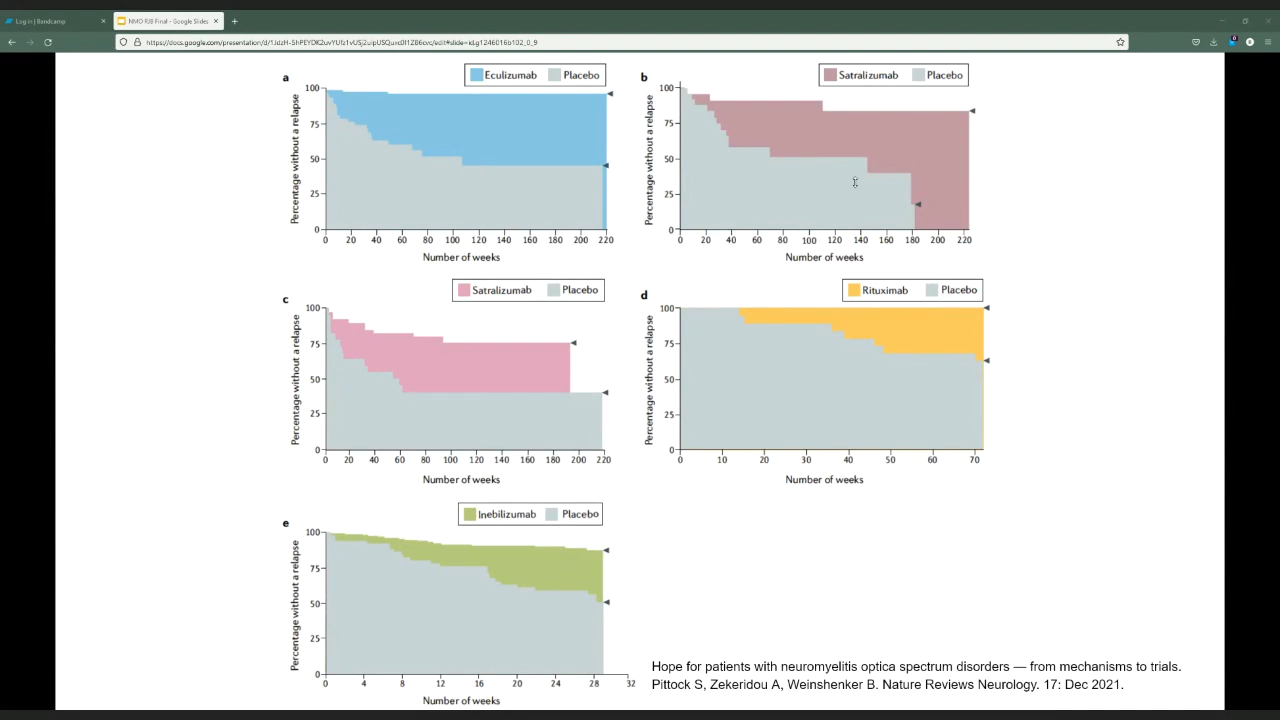 Log in | Bandcamp
NMO RJB Final - Google Slides
a
Eculizumab
Placebo
Percentage without a relapse
100
75
50
25
0
0 20 40 60 80 100 120 140 160 180 200 220
Number of weeks
b
Satralizumab
Placebo
Percentage without a relapse
100
75
50
25
0
0 20 40 60 80 100 120 140 160 180 200 220
Number of weeks
c
Satralizumab
Placebo
Percentage without a relapse
100
75
50
25
0
0 20 40 60 80 100 120 140 160 180 200 220
Number of weeks
d
Rituximab
Placebo
Percentage without a relapse
100
75
50
25
0
0 10 20 30 40 50 60 70
Number of weeks
e
Inebilizumab
Placebo
Percentage without a relapse
100
75
50
25
0
0 4 8 12 16 20 24 28 32
Number of weeks
Hope for patients with neuromyelitis optica spectrum disorders — from mechanisms to trials.
Pittock S, Zekeridou A, Weinshenker B. Nature Reviews Neurology. 17: Dec 2021.